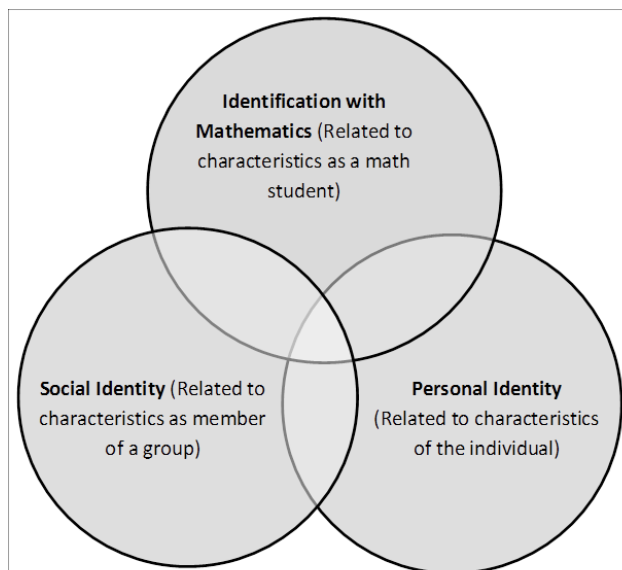 Identification with
Mathematics (Related to
characteristics as a math
student)
Social Identity (Related to
characteristics as member
of a group)
Personal Identity
(Related to characteristics
of the individual)